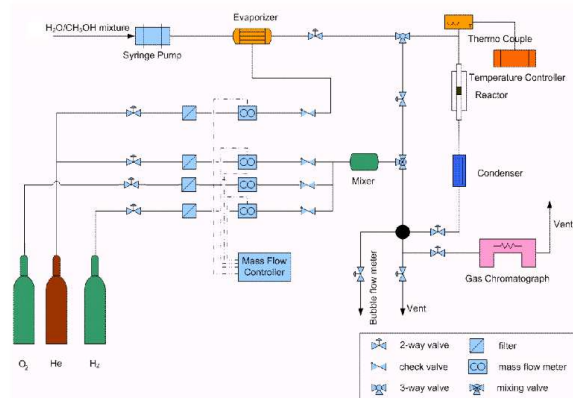 Evaporizer
H₂O/CH₃OH mixture
Syringe Pump
Thermo Couple
Temperature Controller
Reactor
Mixer
Condenser
Vent
Mass Flow
Controller
Bubble flow meter
Vent
Gas Chromatograph
O₂
He
H₂
2-way valve
filter
check valve
mass flow meter
3-way valve
mixing valve